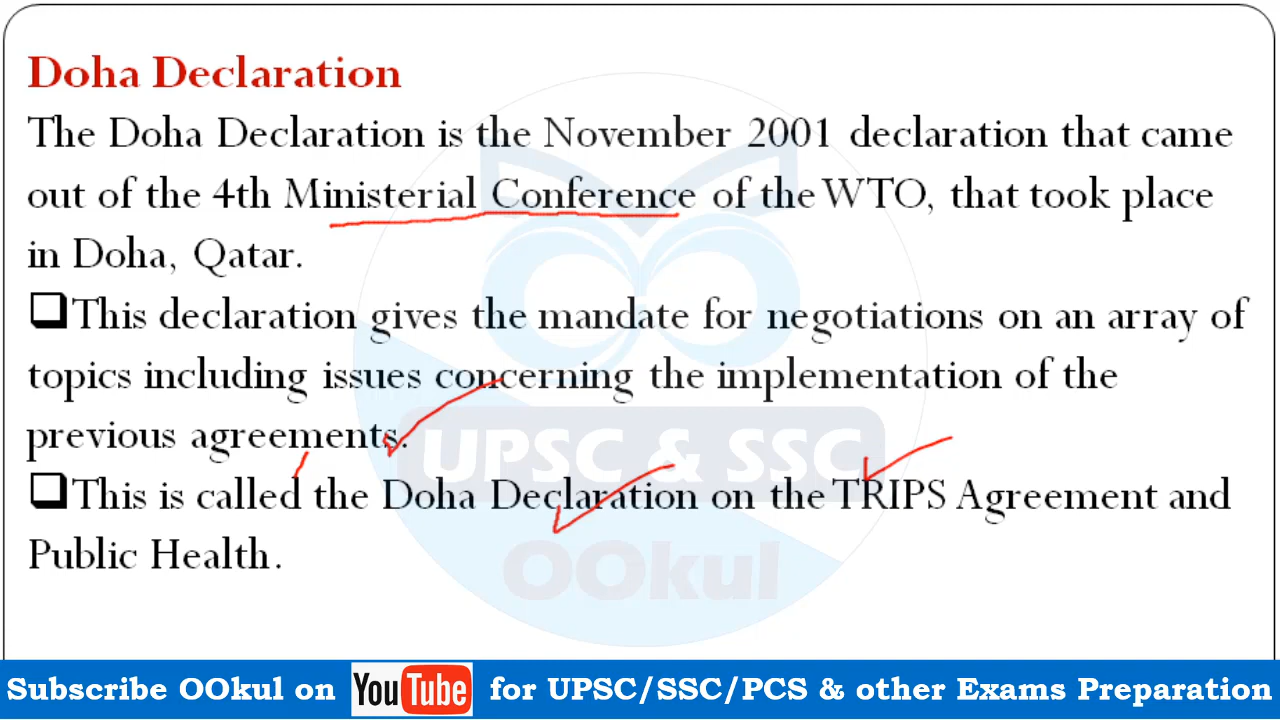 Doha Declaration
The Doha Declaration is the November 2001 declaration that came
out of the 4th Ministerial Conference of the WTO, that took place
in Doha, Qatar.
❑This declaration gives the mandate for negotiations on an array of
topics including issues concerning the implementation of the
previous agreements.
UPSC & SSC
❑This is called the Doha Declaration on the TRIPS Agreement and
Public Health.
OOkul
Subscribe OOkul on YouTube for UPSC/SSC/PCS & other Exams Preparation